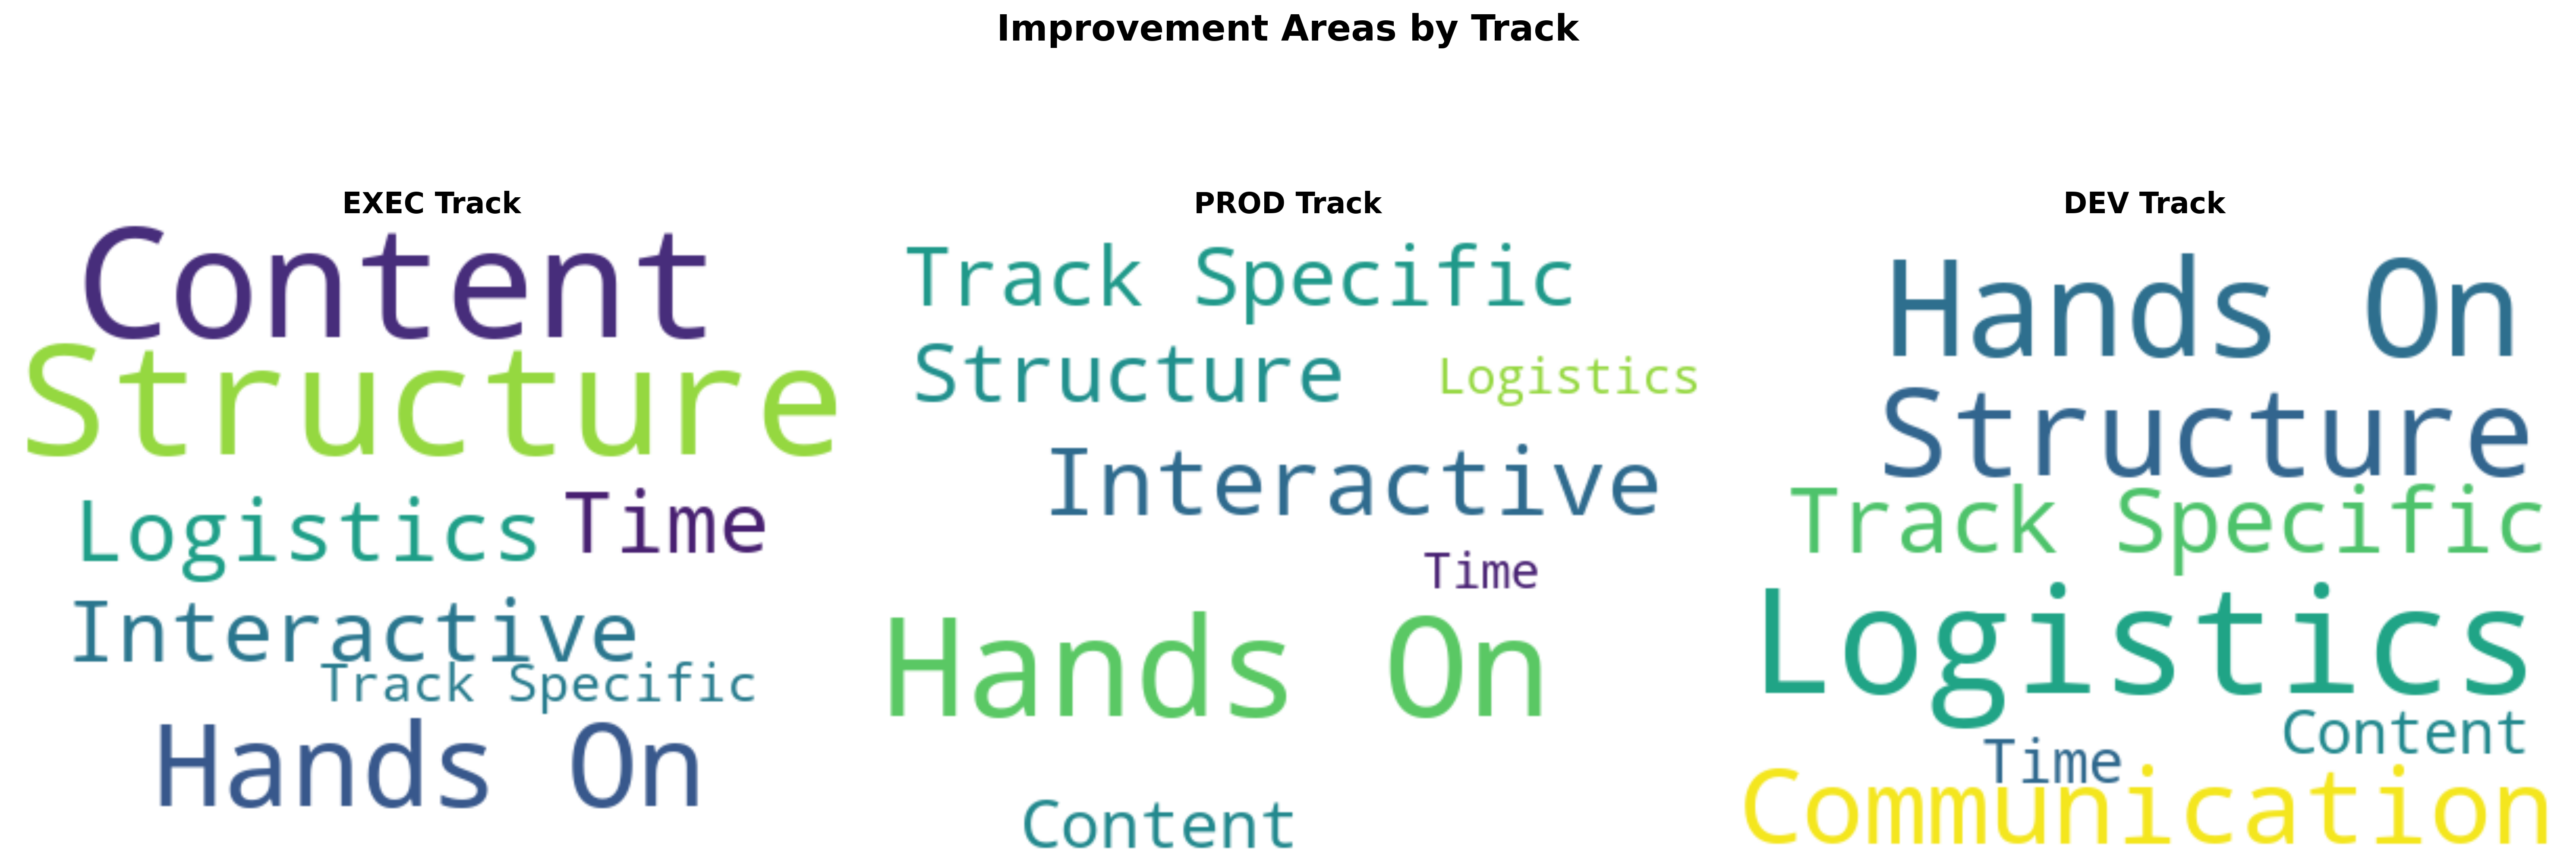 Improvement Areas by Track
EXEC Track
Content
Structure
Logistics Time
Interactive
Track Specific
Hands On
PROD Track
Track Specific
Structure Logistics
Interactive
Time
Hands On
Content
DEV Track
Hands On
Structure
Track Specific
Logistics
Content
Time
Communication